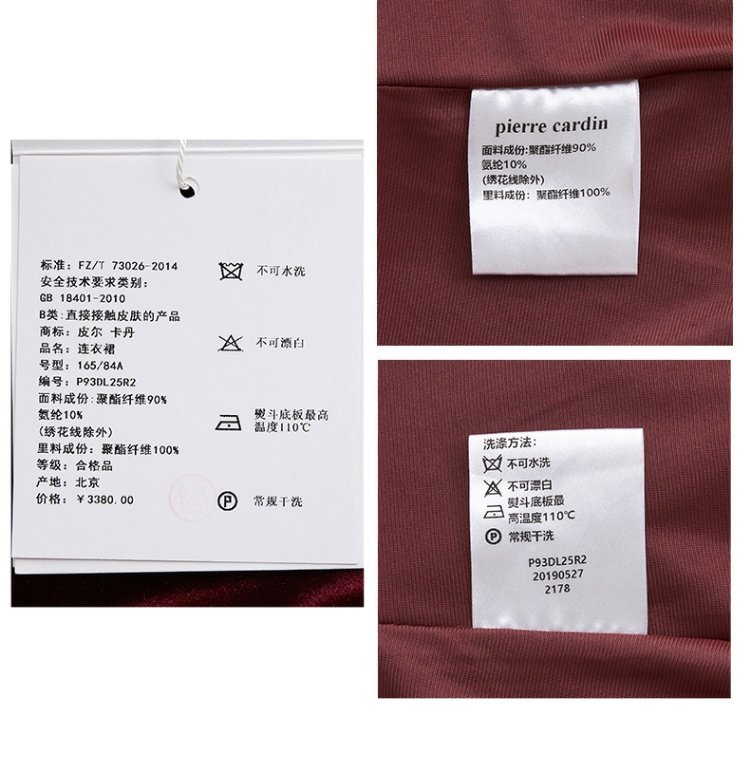 标准: FZ/T 73026-2014
安全技术要求类别:
GB 18401-2010
B类:直接接触皮肤的产品
商标: 皮尔 卡丹
品名: 连衣裙
号型: 165/84A
编号: P93DL25R2
面料成份: 聚酯纤维90%
氨纶10%
(绣花线除外)
里料成份: 聚酯纤维100%
等级: 合格品
产地: 北京
价格: ¥3380.00
不可水洗
不可漂白
熨斗底板最高
温度110℃
P
常规干洗
pierre cardin
面料成份:聚酯纤维90%
氨纶10%
(绣花线除外)
里料成份: 聚酯纤维100%
洗涤方法:
不可水洗
不可漂白
熨斗底板最
高温度110℃
P 常规干洗
P93DL25R2
20190527
2178